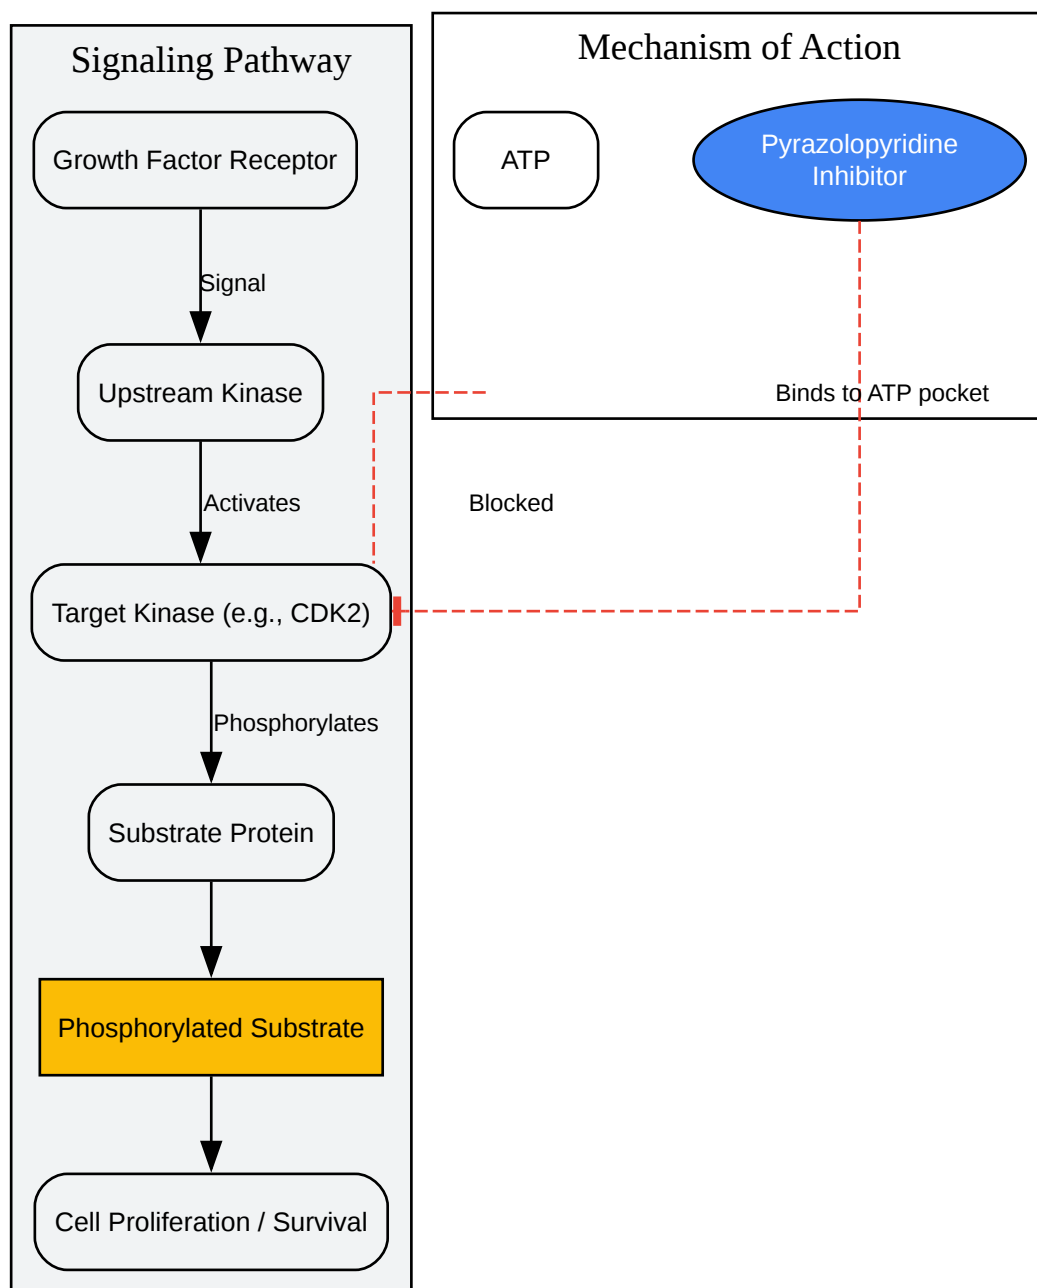 Signaling Pathway
Growth Factor Receptor
Signal
Upstream Kinase
Activates
Target Kinase (e.g., CDK2)
Phosphorylates
Substrate Protein
Phosphorylated Substrate
Cell Proliferation / Survival
Mechanism of Action
ATP
Pyrazolopyridine
Inhibitor
Binds to ATP pocket
Blocked